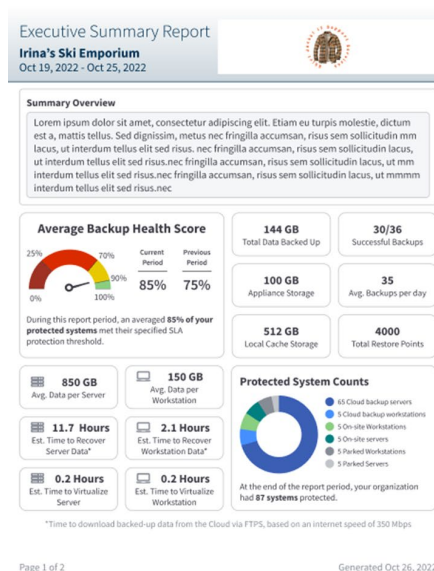 Executive Summary Report
Irina's Ski Emporium
Oct 19, 2022 - Oct 25, 2022
Summary Overview
Lorem ipsum dolor sit amet, consectetur adipiscing elit. Etiam eu turpis molestie, dictum
est a, mattis tellus. Sed dignissim, metus nec fringilla accumsan, risus sem sollicitudin mm
lacus, ut interdum tellus elit sed risus. nec fringilla accumsan, risus sem sollicitudin lacus,
ut interdum tellus elit sed risus.nec fringilla accumsan, risus sem sollicitudin lacus, ut mm
interdum tellus elit sed risus.nec fringilla accumsan, risus sem sollicitudin lacus, ut mmmm
interdum tellus elit sed risus.nec
Average Backup Health Score
25%
70%
90%
0%
100%
Current Period
85%
Previous Period
75%
During this report period, an averaged 85% of your
protected systems met their specified SLA
protection threshold.
144 GB
Total Data Backed Up
30/36
Successful Backups
100 GB
Appliance Storage
35
Avg. Backups per day
512 GB
Local Cache Storage
4000
Total Restore Points
850 GB
Avg. Data per Server
150 GB
Avg. Data per
Workstation
11.7 Hours
Est. Time to Recover
Server Data*
2.1 Hours
Est. Time to Recover
Workstation Data*
0.2 Hours
Est. Time to Virtualize
Server
0.2 Hours
Est. Time to Virtualize
Workstation
Protected System Counts
65 Cloud backup servers
5 Cloud backup workstations
5 On-site Workstations
5 On-site servers
5 Parked Workstations
5 Parked Servers
At the end of the report period, your organization
had 87 systems protected.
*Time to download backed-up data from the Cloud via FTPS, based on an internet speed of 350 Mbps
Page 1 of 2
Generated Oct 26, 2022